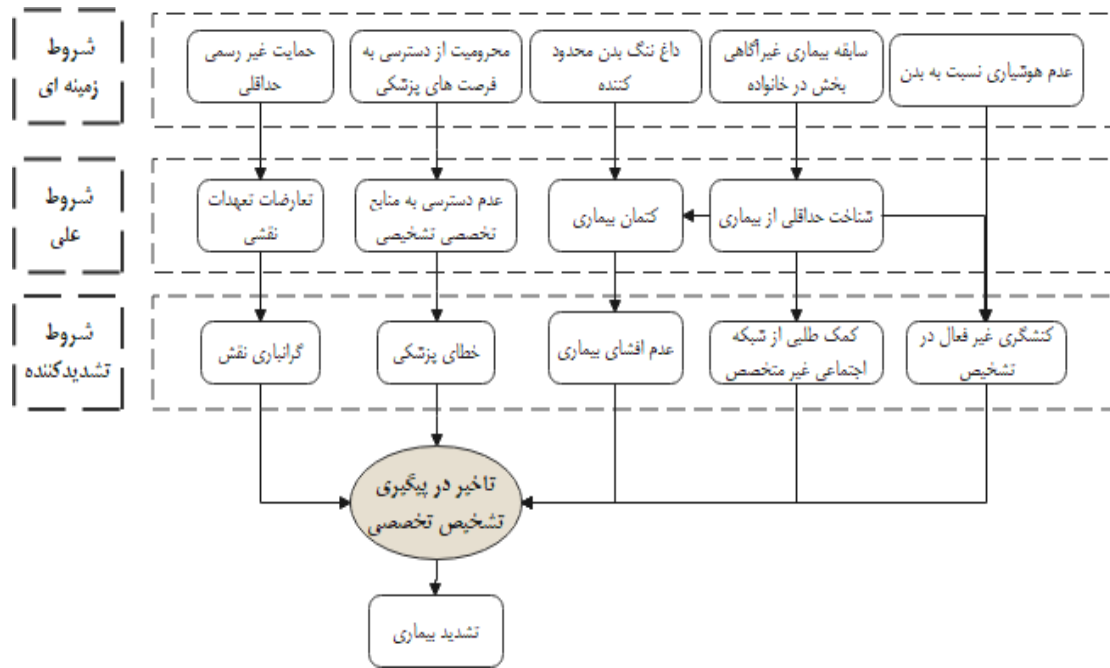 شروط
زمینه ای
عدم هوشیاری نسبت به بدن
سابقه بیماری غیرآگاهی
بخش در خانواده
داغ ننگ بدن محدود
کننده
محرومیت از دسترسی به
فرصت های پزشکی
حمایت غیر رسمی
حداقلی
شروط
علی
شناخت حداقلی از بیماری
کتمان بیماری
عدم دسترسی به منابع
تخصصی تشخیصی
تعارضات تعهدات
نقشی
شروط
تشدیدکننده
کنشگری غیر فعال در
تشخیص
کمک طلبی از شبکه
اجتماعی غیر متخصص
عدم افشای بیماری
خطای پزشکی
گرانباری نقش
تاخیر در پیگیری
تشخیص تخصصی
تشدید بیماری